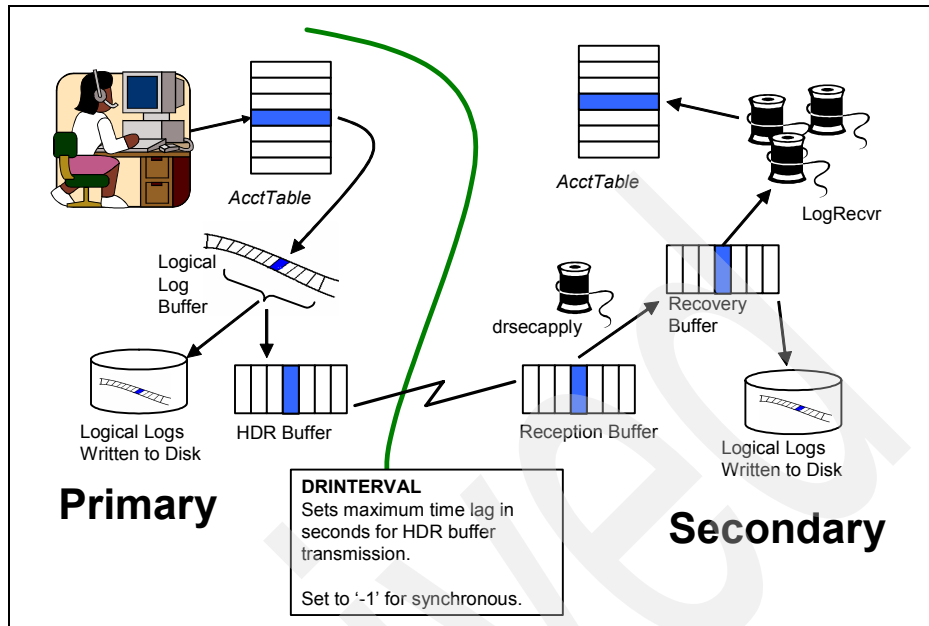 AcctTable
Logical
Log
Buffer
Logical Logs
Written to Disk
HDR Buffer
Primary
DRINTERVAL
Sets maximum time lag in
seconds for HDR buffer
transmission.
Set to ‘-1’ for synchronous.
AcctTable
LogRecvr
drsecapply
Recovery
Buffer
Reception Buffer
Logical Logs
Written to Disk
Secondary